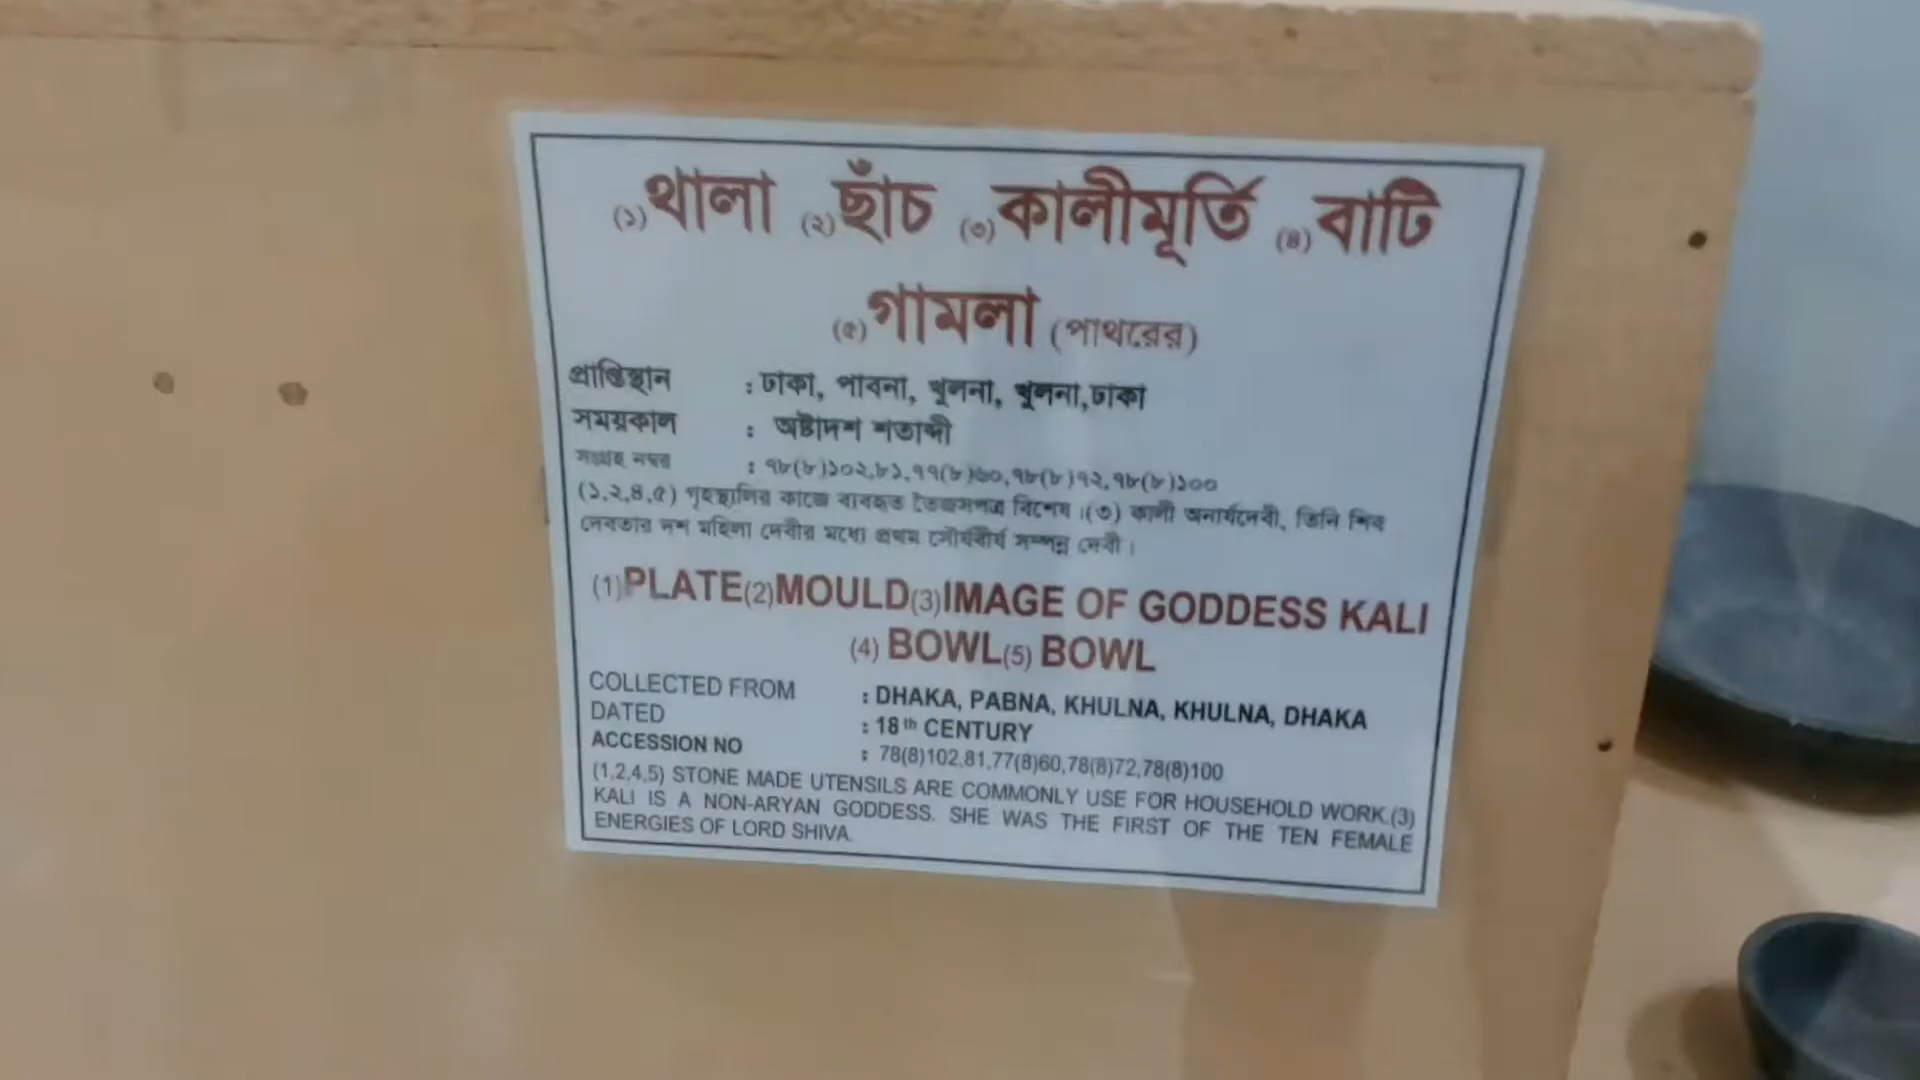 (১)থালা (২)ছাঁচ (৩)কালীমূর্তি (৪)বাটি
(৫)গামলা (পাথরের)
প্রাপ্তিস্থান : ঢাকা, পাবনা, খুলনা, খুলনা,ঢাকা
সময়কাল : অষ্টাদশ শতাব্দী
সংগ্রহ নম্বর : ৭৮(৮)১০২,৮১,৭৭(৮)৬০,৭৮(৮)৭২,৭৮(৮)১০০
(১,২,৪,৫) গৃহস্থালির কাজে ব্যবহৃত তৈজসপত্র বিশেষ।(৩) কালী অনার্যদেবী, তিনি শিব
দেবতার দশ মহিলা দেবীর মধ্যে প্রথম সৌর্যবীর্য সম্পন্ন দেবী।
(1)PLATE(2)MOULD(3)IMAGE OF GODDESS KALI
(4) BOWL(5) BOWL
COLLECTED FROM : DHAKA, PABNA, KHULNA, KHULNA, DHAKA
DATED : 18th CENTURY
ACCESSION NO : 78(8)102,81,77(8)60,78(8)72,78(8)100
(1,2,4,5) STONE MADE UTENSILS ARE COMMONLY USE FOR HOUSEHOLD WORK.(3)
KALI IS A NON-ARYAN GODDESS. SHE WAS THE FIRST OF THE TEN FEMALE
ENERGIES OF LORD SHIVA.